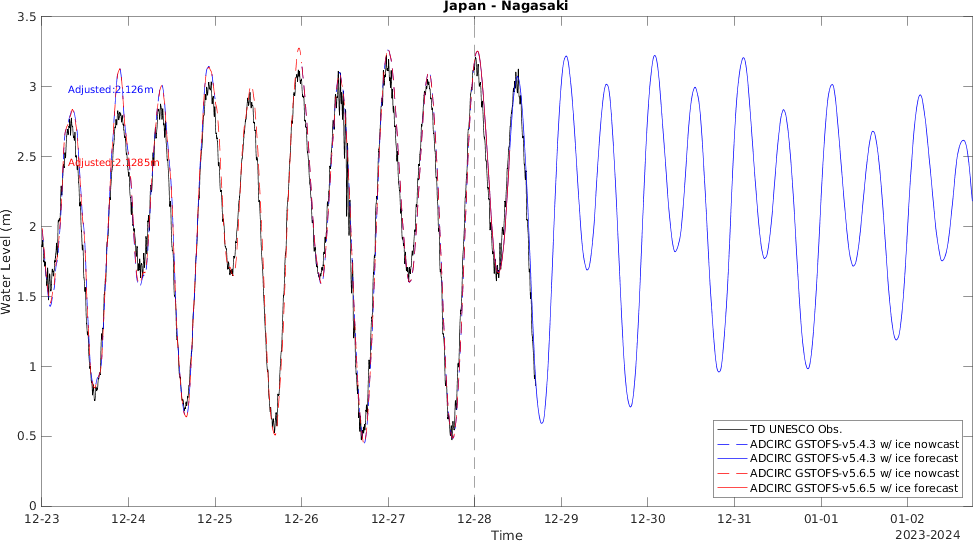 Japan - Nagasaki
3.5
3
2.5
2
1.5
1
0.5
0
Water Level (m)
Adjusted:2.126m
Adjusted:2.1285m
12-23
12-24
12-25
12-26
12-27
12-28
12-29
12-30
12-31
01-01
01-02
Time
2023-2024
TD UNESCO Obs.
ADCIRC GSTOFS-v5.4.3 w/ ice nowcast
ADCIRC GSTOFS-v5.4.3 w/ ice forecast
ADCIRC GSTOFS-v5.6.5 w/ ice nowcast
ADCIRC GSTOFS-v5.6.5 w/ ice forecast